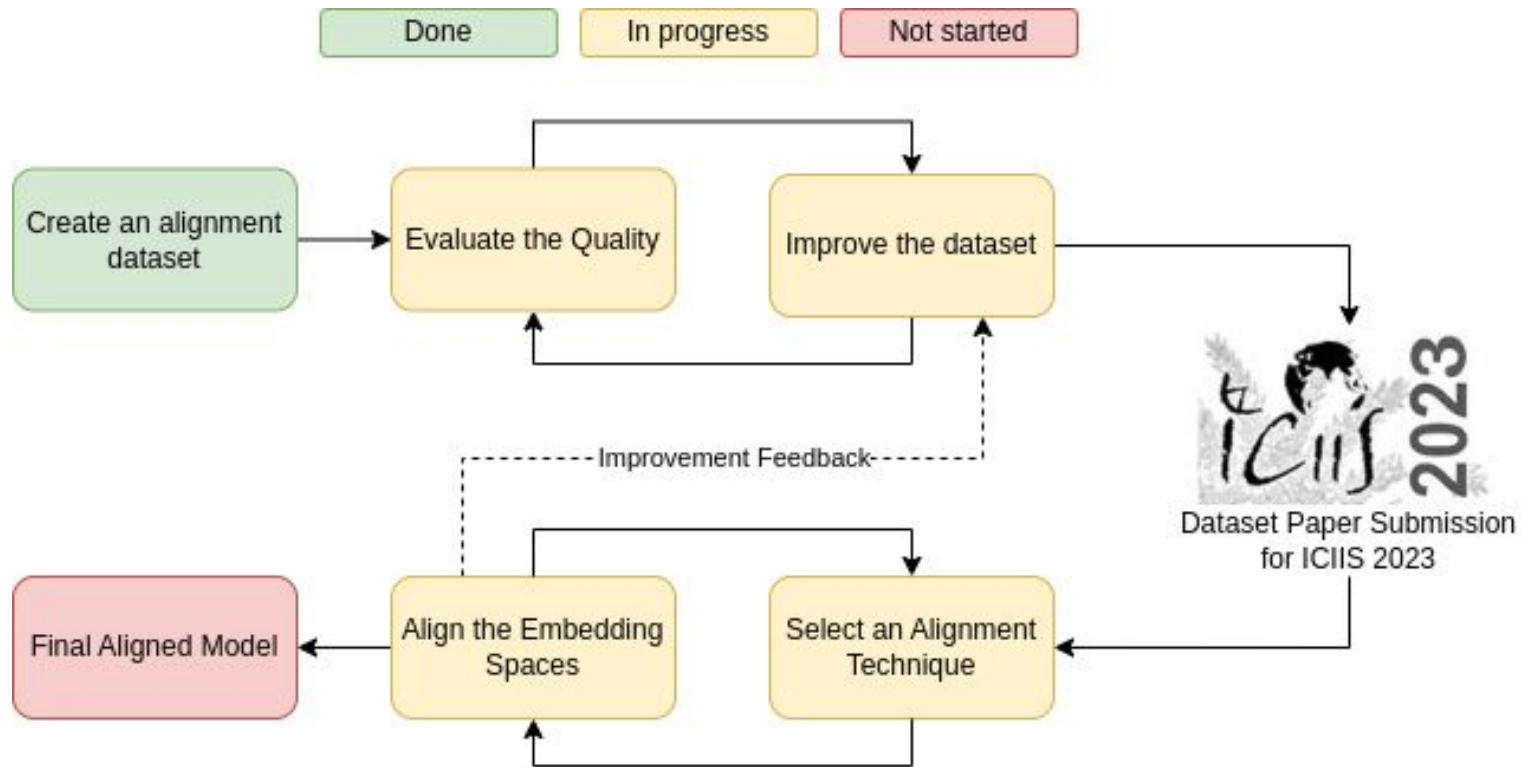 Done
In progress
Not started
Create an alignment
dataset
Evaluate the Quality
Improve the dataset
iCIIS
2023
Dataset Paper Submission
for ICIIS 2023
Improvement Feedback
Final Aligned Model
Align the Embedding
Spaces
Select an Alignment
Technique